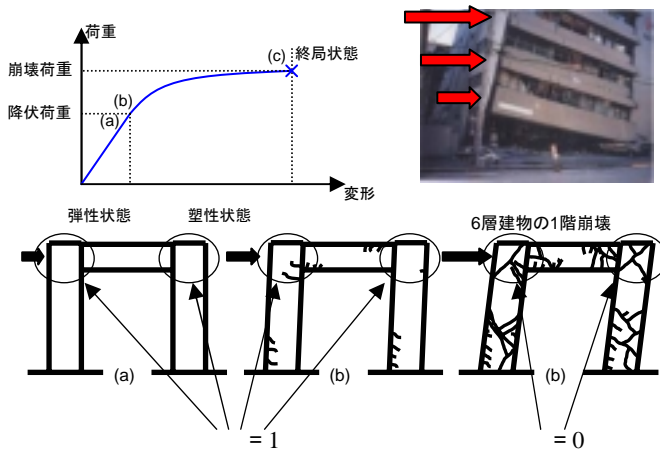 荷重
崩壊荷重
(c)
終局状態
降伏荷重
(b)
(a)
変形
弾性状態
塑性状態
6層建物の1階崩壊
(a)
(b)
(b)
= 1
= 0